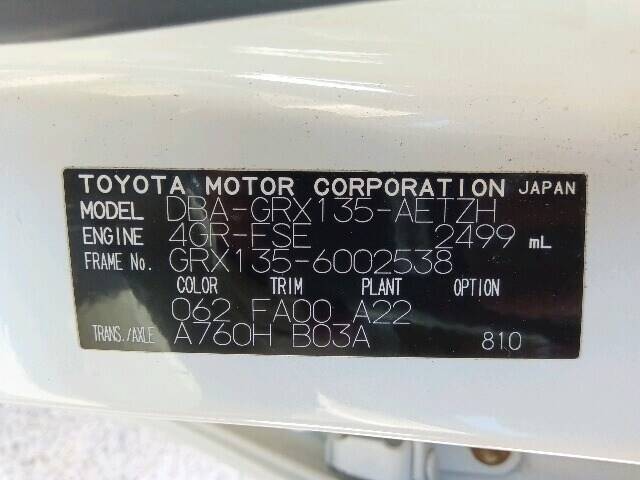 TOYOTA MOTOR CORPORATION JAPAN
MODEL DBA-GRX135-AETZH
ENGINE 4GR-FSE 2499 mL
FRAME No. GRX135-6002538
COLOR TRIM PLANT OPTION
062 FA00 A22
TRANS./AXLE A760H B03A 810